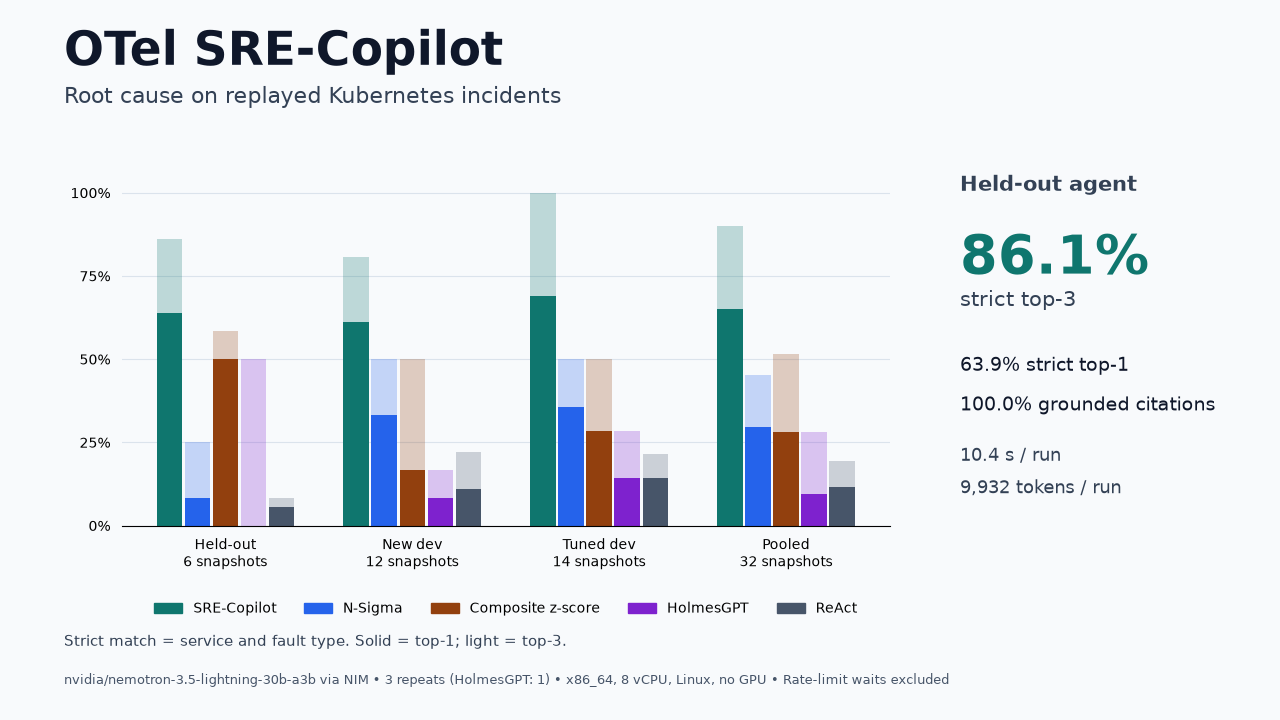 OTel SRE-Copilot
Root cause on replayed Kubernetes incidents
100%
75%
50%
25%
0%
Held-out
6 snapshots
New dev
12 snapshots
Tuned dev
14 snapshots
Pooled
32 snapshots
SRE-Copilot
N-Sigma
Composite z-score
HolmesGPT
ReAct
Held-out agent
86.1%
strict top-3
63.9% strict top-1
100.0% grounded citations
10.4 s / run
9,932 tokens / run
Strict match = service and fault type. Solid = top-1; light = top-3.
nvidia/nemotron-3.5-lightning-30b-a3b via NIM • 3 repeats (HolmesGPT: 1) • x86_64, 8 vCPU, Linux, no GPU • Rate-limit waits excluded